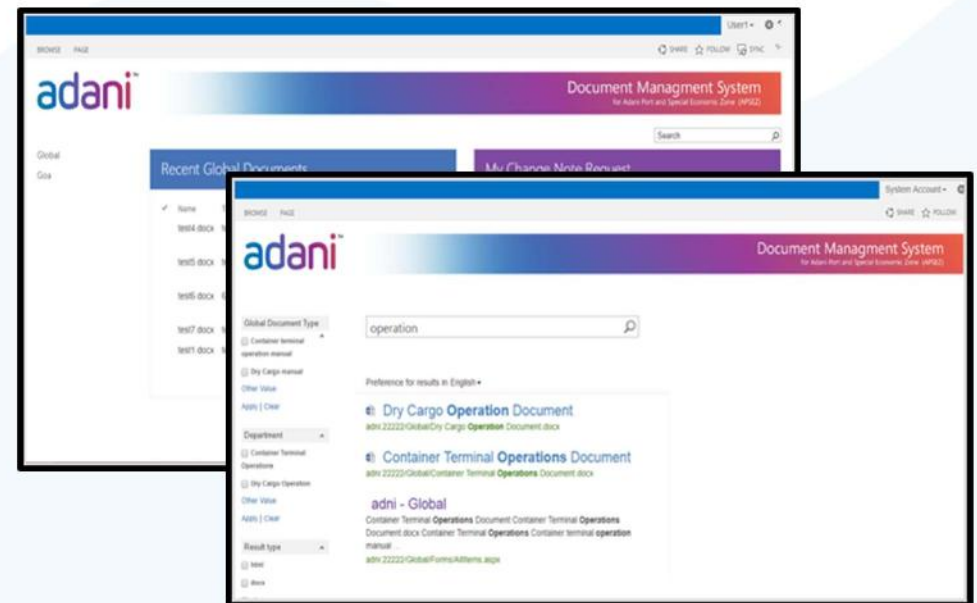 User1
BROWSE PAGE
SHARE FOLLOW SYNC
adani™
Document Managment System
for Adani Port and Special Economic Zone (APSEZ)
Search
Global
Goa
Recent Global Documents
My Change Note Request
Name
test4.docx
test5.docx
test6.docx
test7.docx
test1.docx
System Account
BROWSE PAGE
SHARE FOLLOW
adani™
Document Managment System
for Adani Port and Special Economic Zone (APSEZ)
operation
Global Document Type
Container terminal
operation manual
Dry Cargo manual
Other Value
Apply | Clear
Department
Container Terminal
Operations
Dry Cargo Operation
Other Value
Apply | Clear
Result type
html
docx
Preference for results in English
Dry Cargo Operation Document
adni:22222/Global/Dry Cargo Operation Document.docx
Container Terminal Operations Document
adni:22222/Global/Container Terminal Operations Document.docx
adni - Global
Container Terminal Operations Document Container Terminal Operations
Document.docx Container Terminal Operations Container terminal operation
manual ...
adni:22222/Global/Forms/AllItems.aspx